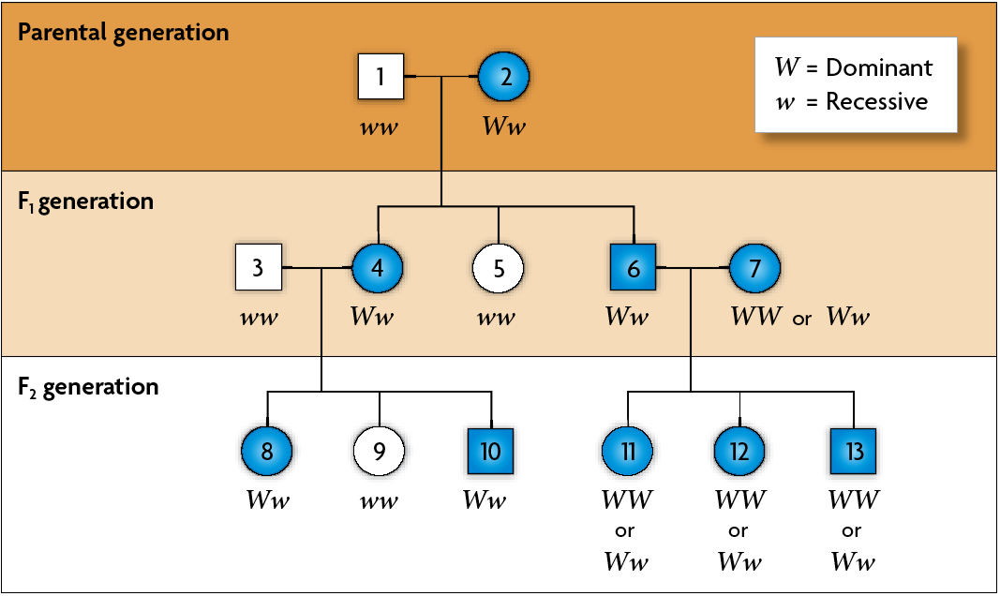 Parental generation
W = Dominant
w = Recessive
1 2
ww Ww
F1 generation
3 4 5 6 7
ww Ww ww Ww WW or Ww
F2 generation
8 9 10 11 12 13
Ww ww Ww WW WW WW
or or or
Ww Ww Ww